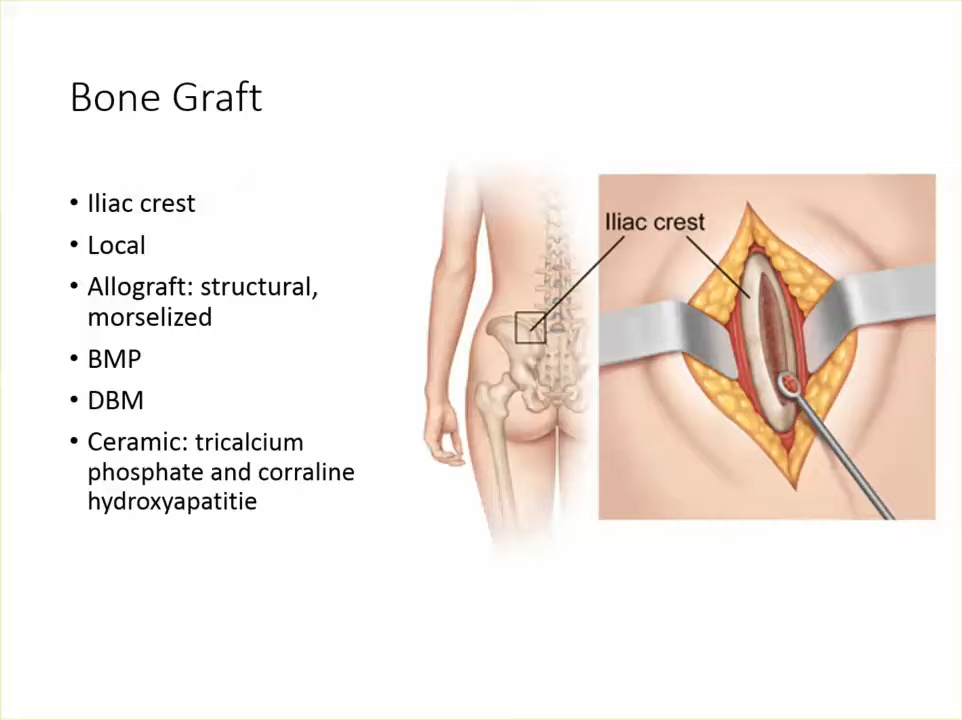 Bone Graft
• Iliac crest
• Local
• Allograft: structural,
morselized
• BMP
• DBM
• Ceramic: tricalcium
phosphate and corraline
hydroxyapatitie
Iliac crest